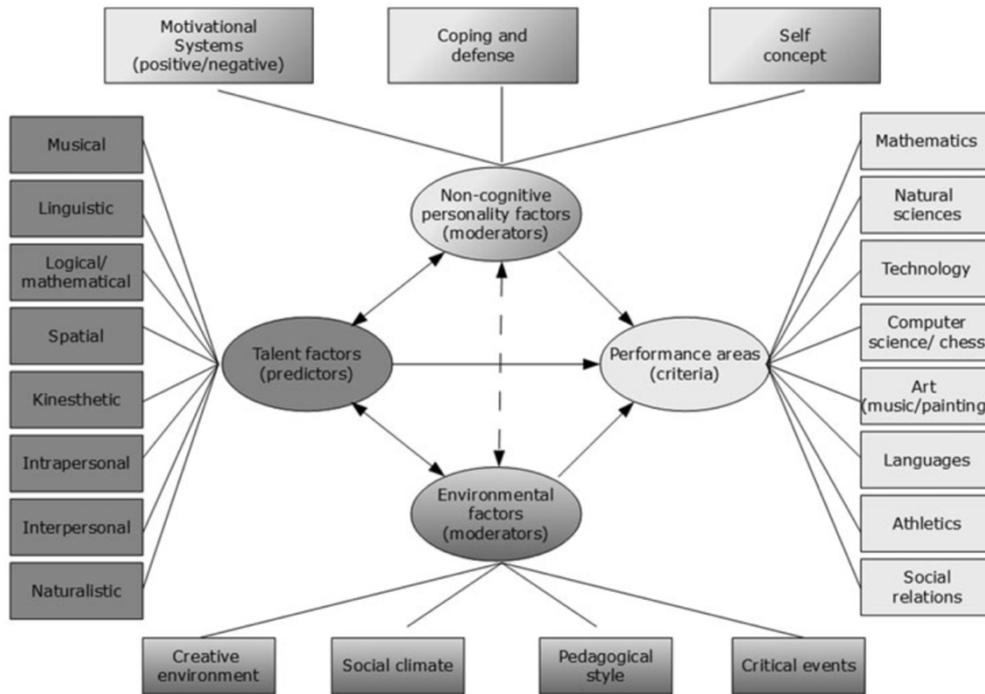 Motivational
Systems
(positive/negative)
Coping and
defense
Self
concept
Musical
Linguistic
Logical/
mathematical
Spatial
Kinesthetic
Intrapersonal
Interpersonal
Naturalistic
Non-cognitive
personality factors
(moderators)
Talent factors
(predictors)
Performance areas
(criteria)
Environmental
factors
(moderators)
Mathematics
Natural
sciences
Technology
Computer
science/ chess
Art
(music/painting
Languages
Athletics
Social
relations
Creative
environment
Social climate
Pedagogical
style
Critical events